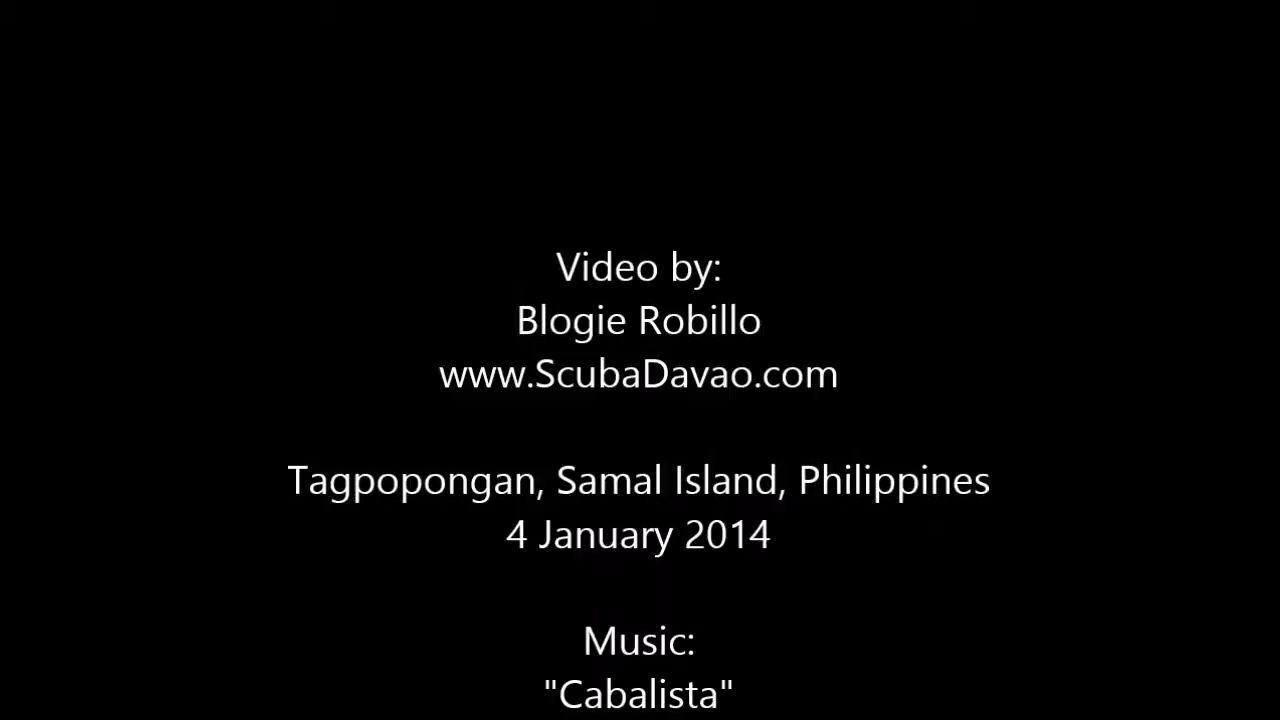 Video by:
Blogie Robillo
www.ScubaDavao.com
Tagpopongan, Samal Island, Philippines
4 January 2014
Music:
"Cabalista"